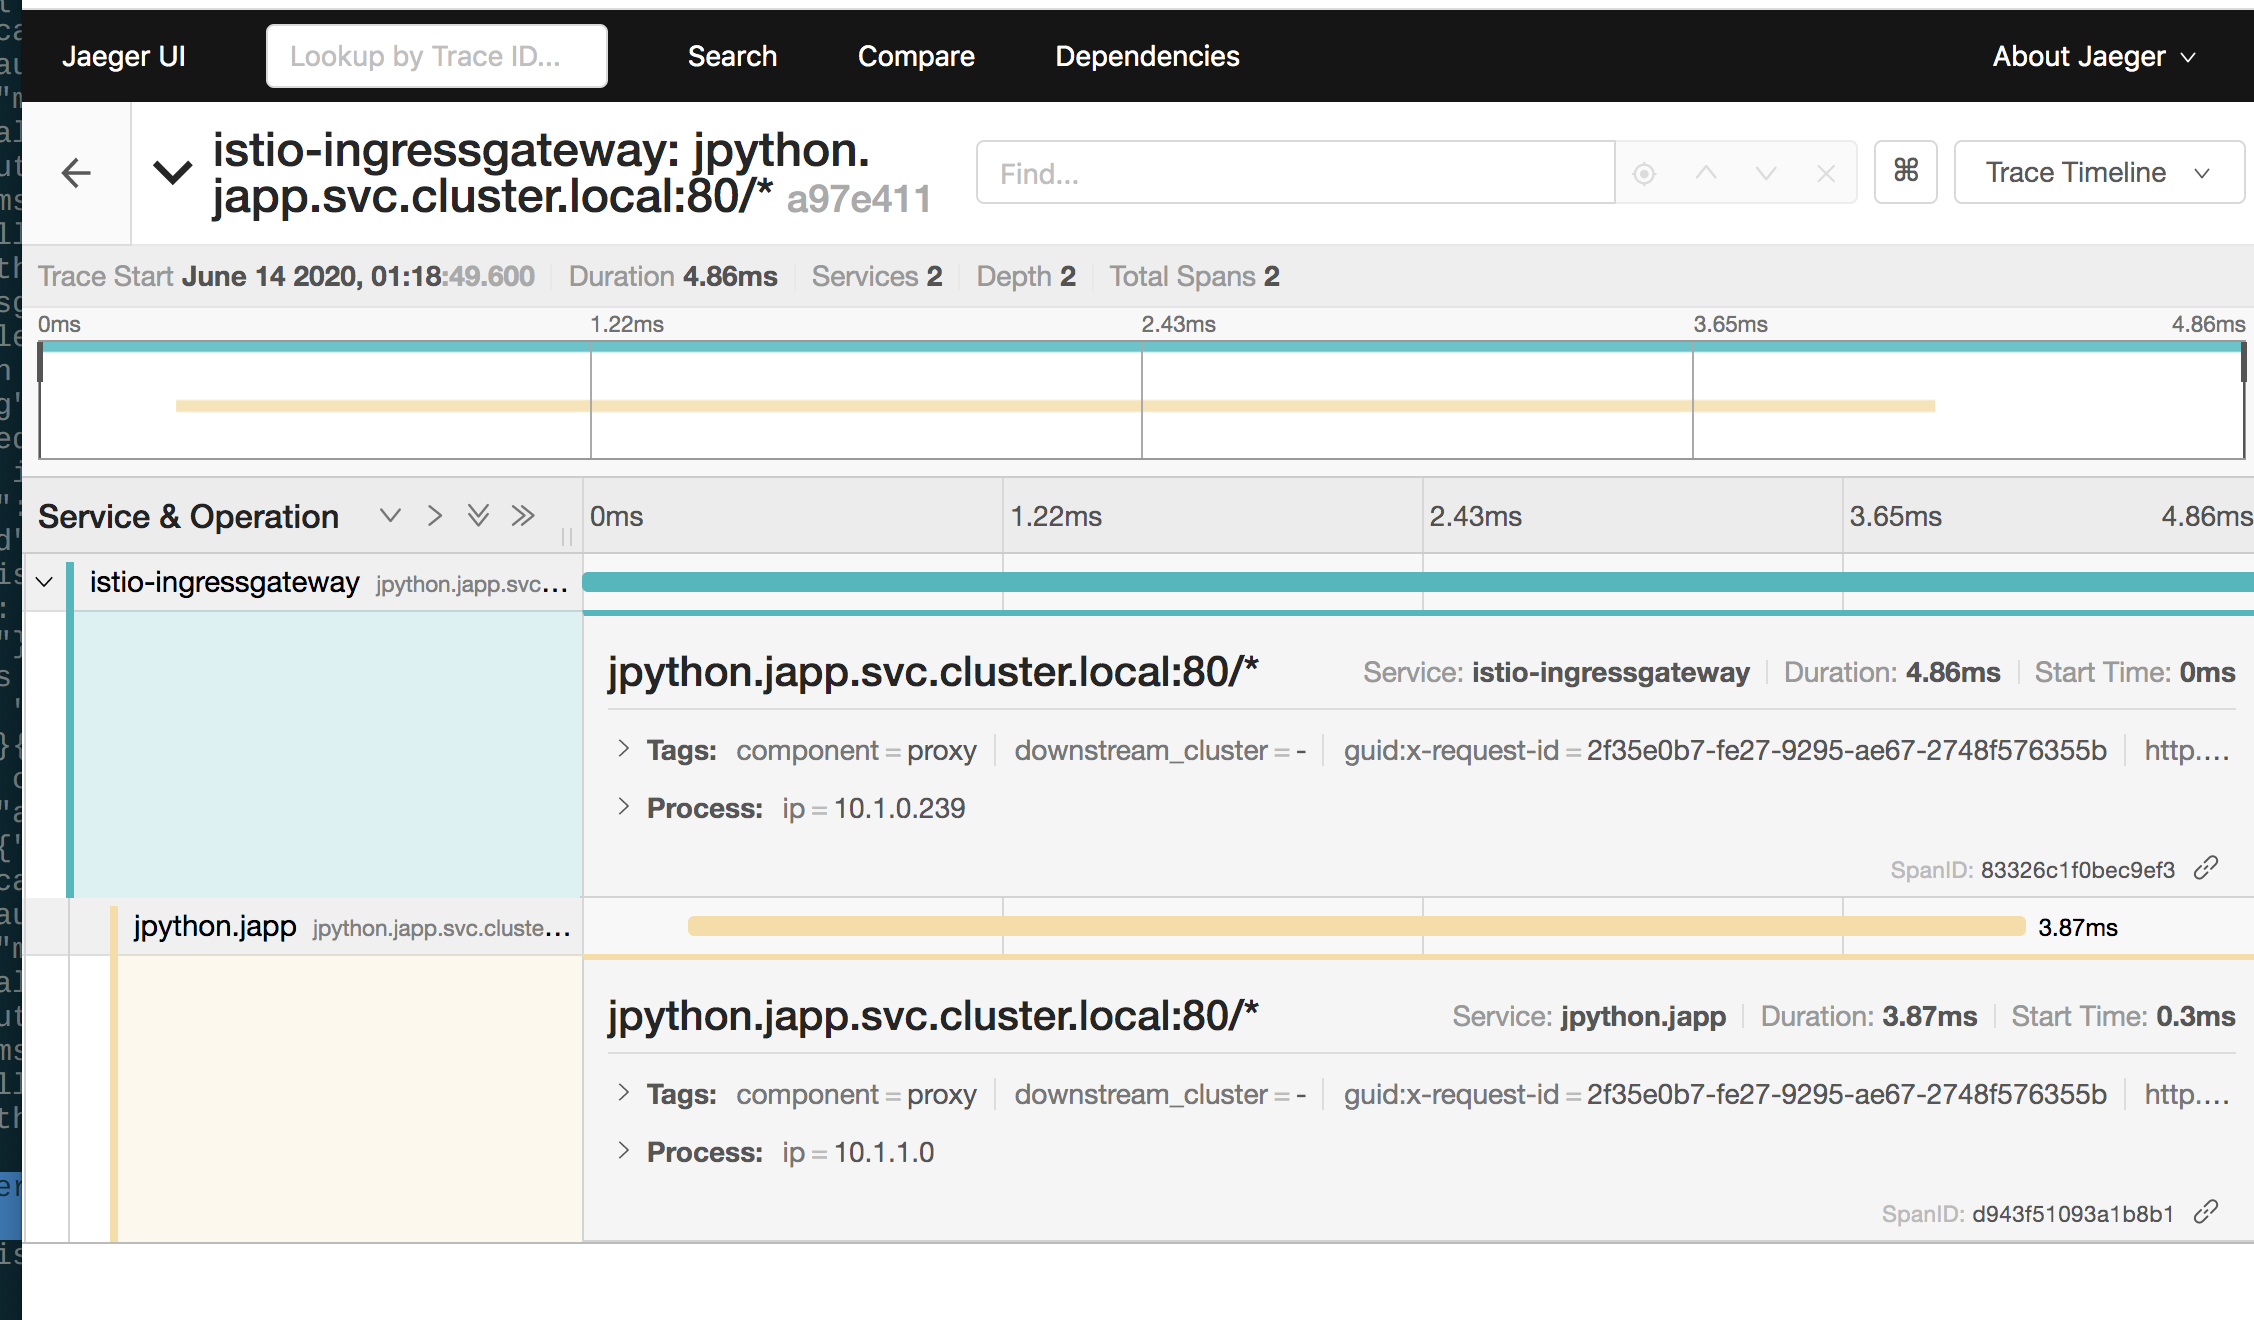 Jaeger UI Lookup by Trace ID... Search Compare Dependencies About Jaeger
istio-ingressgateway: jpython.
japp.svc.cluster.local:80/* a97e411
Find... ⌘ Trace Timeline
Trace Start June 14 2020, 01:18:49.600 Duration 4.86ms Services 2 Depth 2 Total Spans 2
0ms 1.22ms 2.43ms 3.65ms 4.86ms
Service & Operation 0ms 1.22ms 2.43ms 3.65ms 4.86ms
istio-ingressgateway jpython.japp.svc...
jpython.japp.svc.cluster.local:80/* Service: istio-ingressgateway Duration: 4.86ms Start Time: 0ms
Tags: component = proxy downstream_cluster = - guid:x-request-id = 2f35e0b7-fe27-9295-ae67-2748f576355b http....
Process: ip = 10.1.0.239
SpanID: 83326c1f0bec9ef3
jpython.japp jpython.japp.svc.cluste... 3.87ms
jpython.japp.svc.cluster.local:80/* Service: jpython.japp Duration: 3.87ms Start Time: 0.3ms
Tags: component = proxy downstream_cluster = - guid:x-request-id = 2f35e0b7-fe27-9295-ae67-2748f576355b http....
Process: ip = 10.1.1.0
SpanID: d943f51093a1b8b1